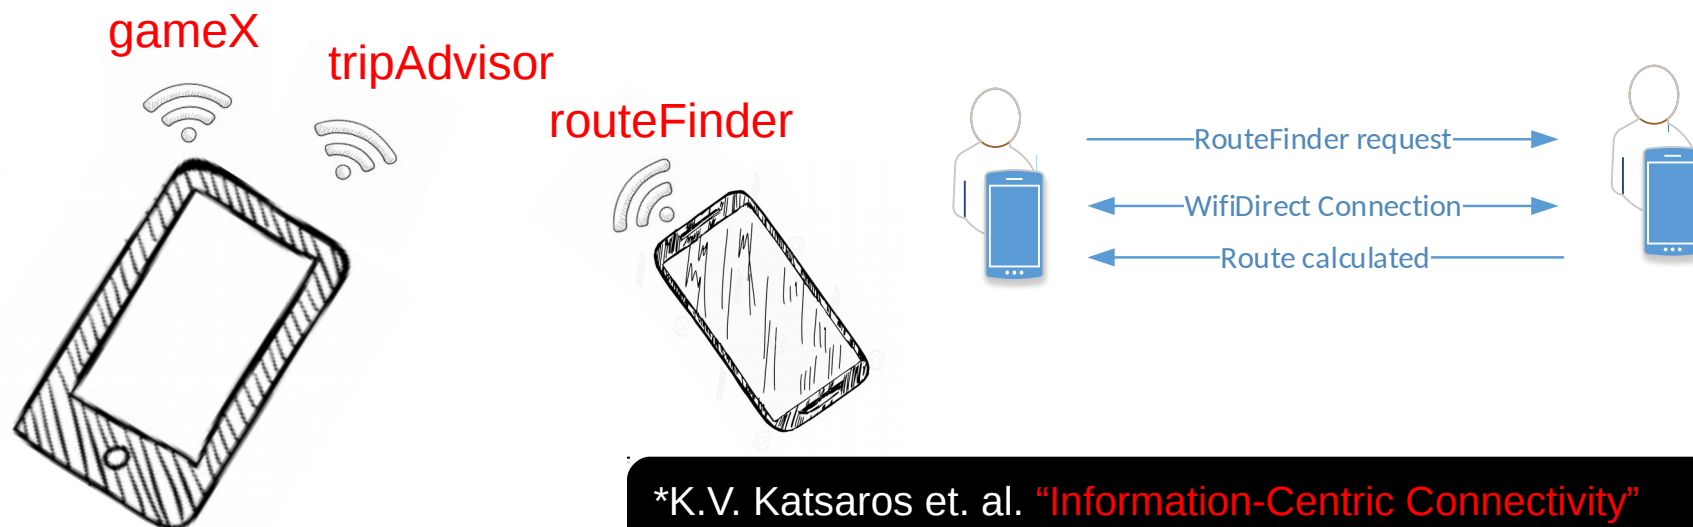 gameX
tripAdvisor
routeFinder
RouteFinder request
WifiDirect Connection
Route calculated
*K.V. Katsaros et. al. “Information-Centric Connectivity”